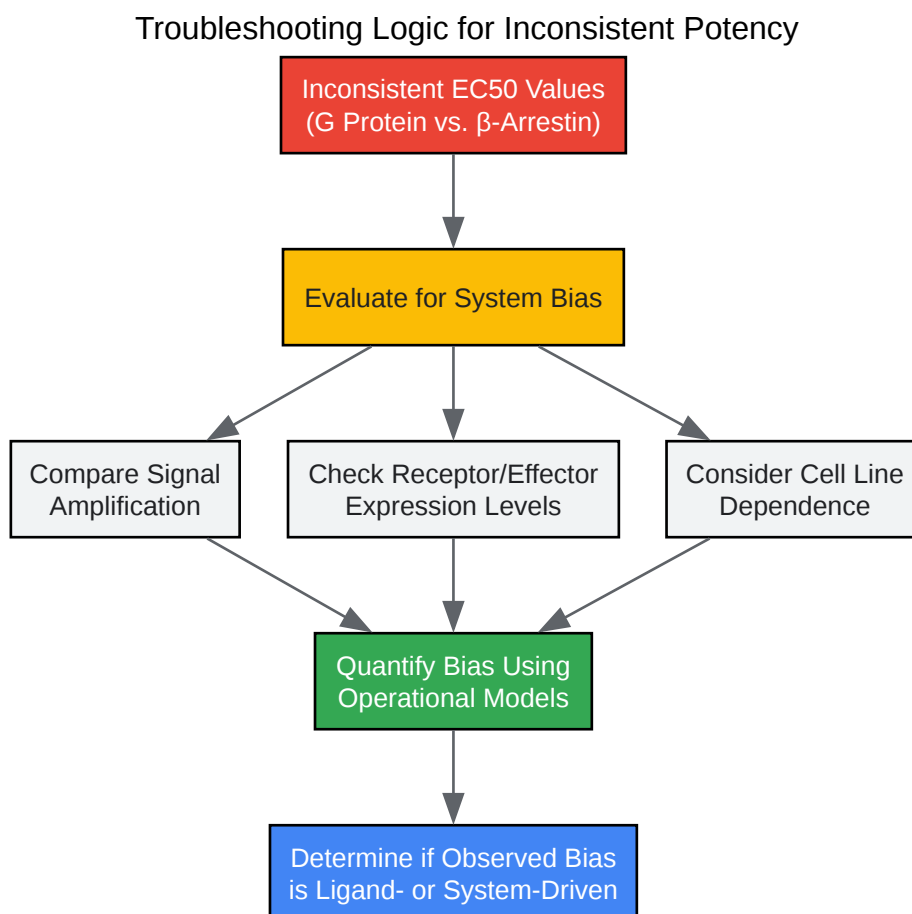 Troubleshooting Logic for Inconsistent Potency
Inconsistent EC50 Values
(G Protein vs. β-Arrestin)
Evaluate for System Bias
Compare Signal
Amplification
Check Receptor/Effector
Expression Levels
Consider Cell Line
Dependence
Quantify Bias Using
Operational Models
Determine if Observed Bias
is Ligand- or System-Driven